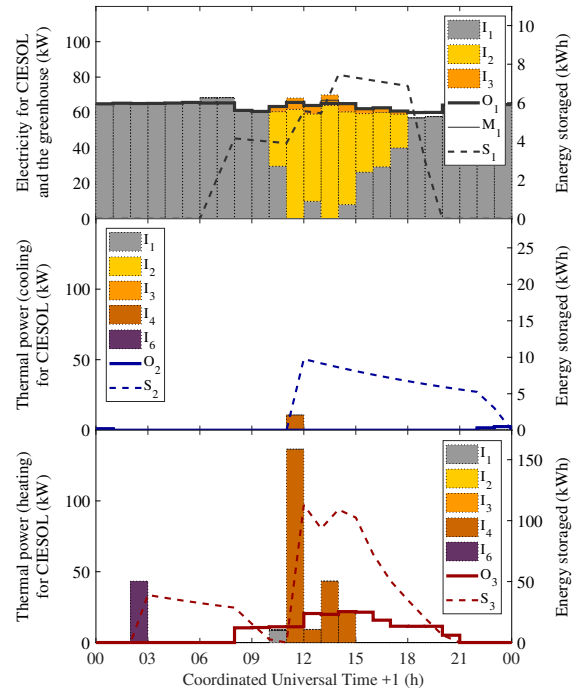 Electricity for CIESOL
and the greenhouse (kW)
120
100
80
60
40
20
0
10
8
6
4
2
0
Energy storaged (kWh)
I₁
I₂
I₃
O₁
M₁
S₁
Thermal power (cooling)
for CIESOL (kW)
100
50
0
25
20
15
10
5
0
Energy storaged (kWh)
I₁
I₂
I₃
I₄
I₆
O₂
S₂
Thermal power (heating)
for CIESOL (kW)
100
50
0
150
100
50
0
Energy storaged (kWh)
I₁
I₂
I₃
I₄
I₆
O₃
S₃
00 03 06 09 12 15 18 21 00
Coordinated Universal Time +1 (h)